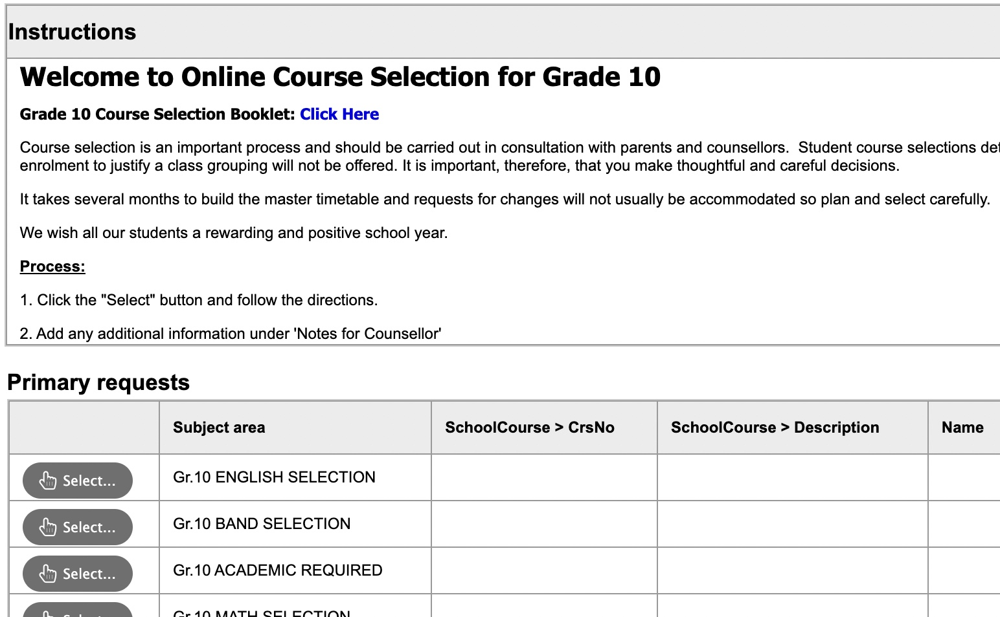 Instructions
Welcome to Online Course Selection for Grade 10
Grade 10 Course Selection Booklet: Click Here
Course selection is an important process and should be carried out in consultation with parents and counsellors.  Student course selections
enrolment to justify a class grouping will not be offered. It is important, therefore, that you make thoughtful and careful decisions.
It takes several months to build the master timetable and requests for changes will not usually be accommodated so plan and select carefully.
We wish all our students a rewarding and positive school year.
Process:
1. Click the "Select" button and follow the directions.
2. Add any additional information under 'Notes for Counsellor'
Primary requests
Subject area SchoolCourse > CrsNo SchoolCourse > Description Name
Select... Gr.10 ENGLISH SELECTION
Select... Gr.10 BAND SELECTION
Select... Gr.10 ACADEMIC REQUIRED
Select... Gr.10 MATH SELECTION